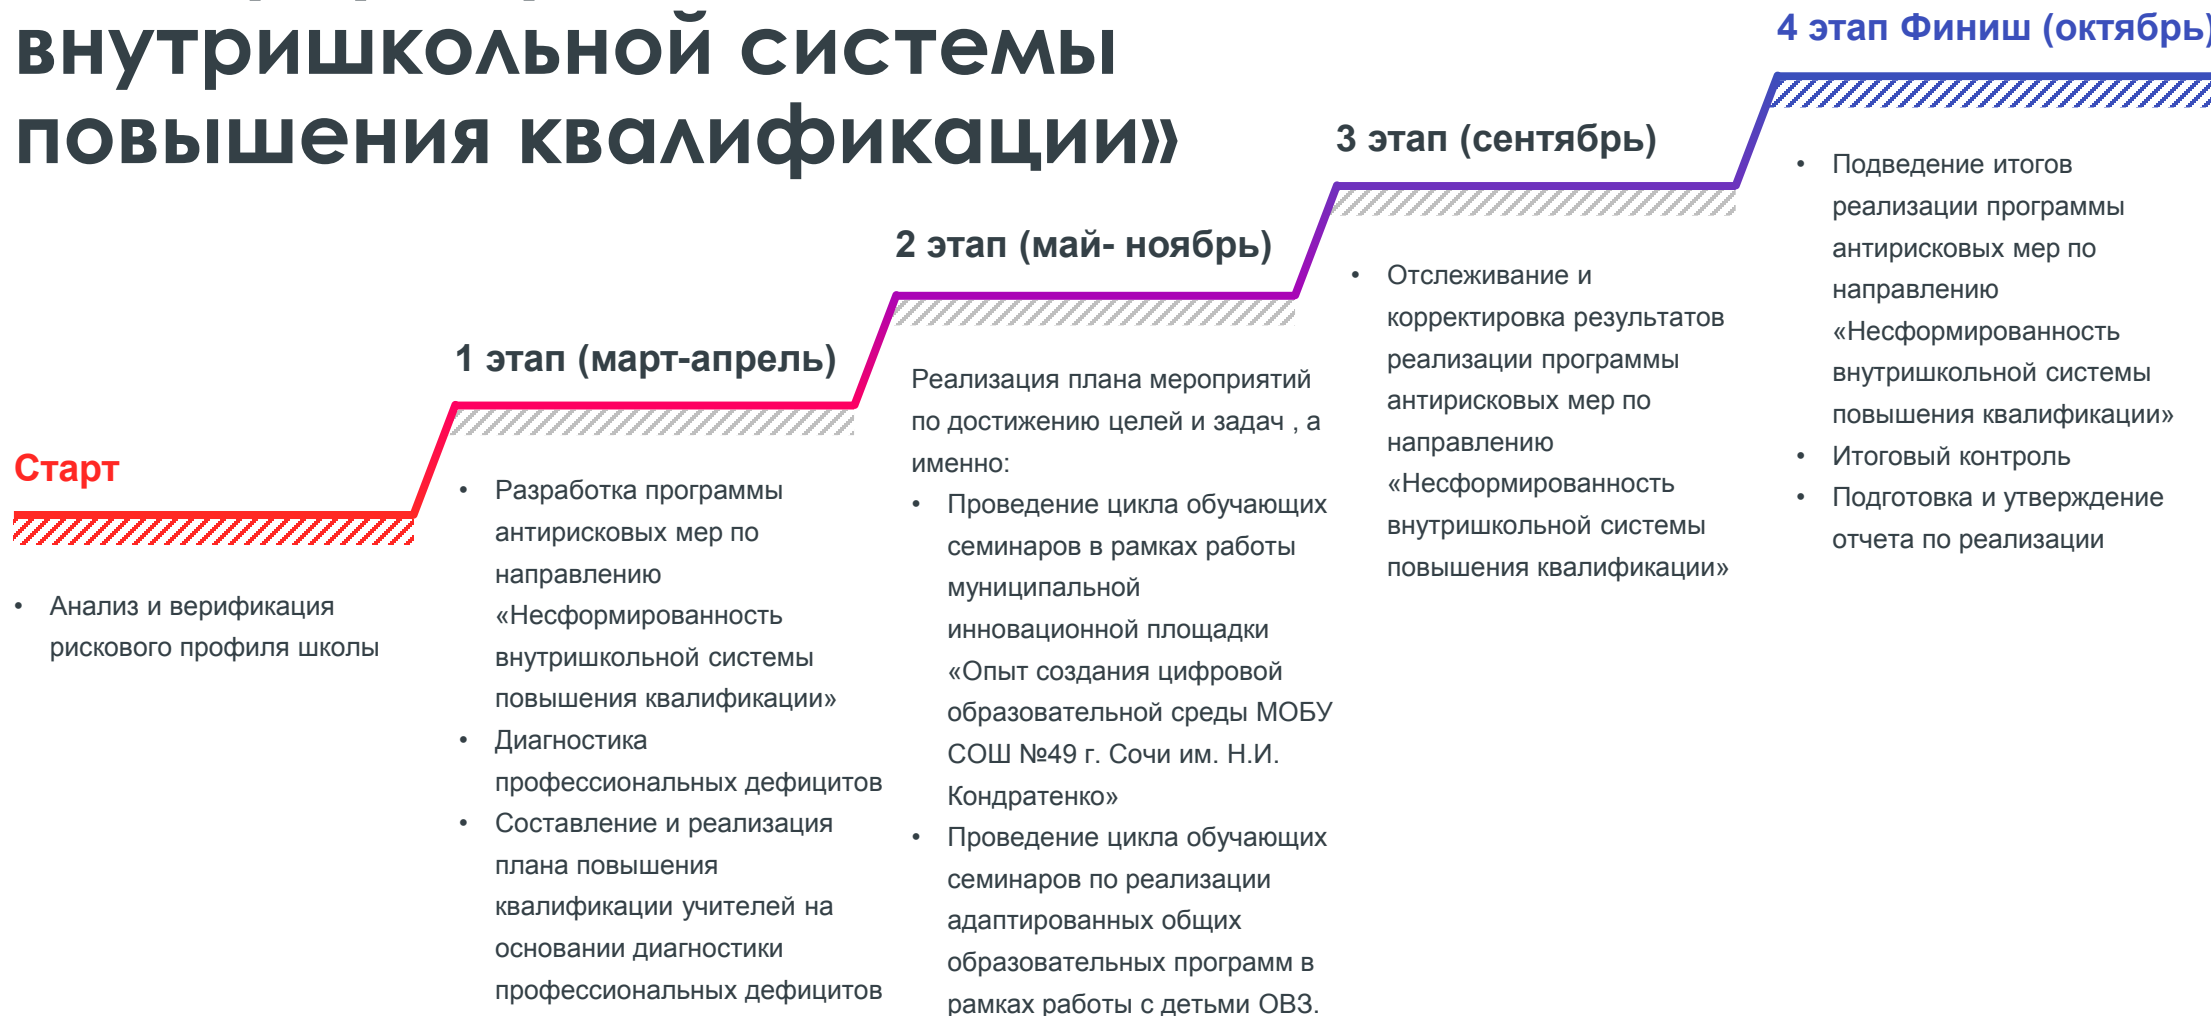 внутришкольной системы
повышения квалификации»
Старт
• Анализ и верификация
рискового профиля школы
1 этап (март-апрель)
• Разработка программы
антирисковых мер по
направлению
«Несформированность
внутришкольной системы
повышения квалификации»
• Диагностика
профессиональных дефицитов
• Составление и реализация
плана повышения
квалификации учителей на
основании диагностики
профессиональных дефицитов
2 этап (май- ноябрь)
Реализация плана мероприятий
по достижению целей и задач , а
именно:
• Проведение цикла обучающих
семинаров в рамках работы
муниципальной
инновационной площадки
«Опыт создания цифровой
образовательной среды МОБУ
СОШ №49 г. Сочи им. Н.И.
Кондратенко»
• Проведение цикла обучающих
семинаров по реализации
адаптированных общих
образовательных программ в
рамках работы с детьми ОВЗ.
3 этап (сентябрь)
• Отслеживание и
корректировка результатов
реализации программы
антирисковых мер по
направлению
«Несформированность
внутришкольной системы
повышения квалификации»
4 этап Финиш (октябрь)
• Подведение итогов
реализации программы
антирисковых мер по
направлению
«Несформированность
внутришкольной системы
повышения квалификации»
• Итоговый контроль
• Подготовка и утверждение
отчета по реализации